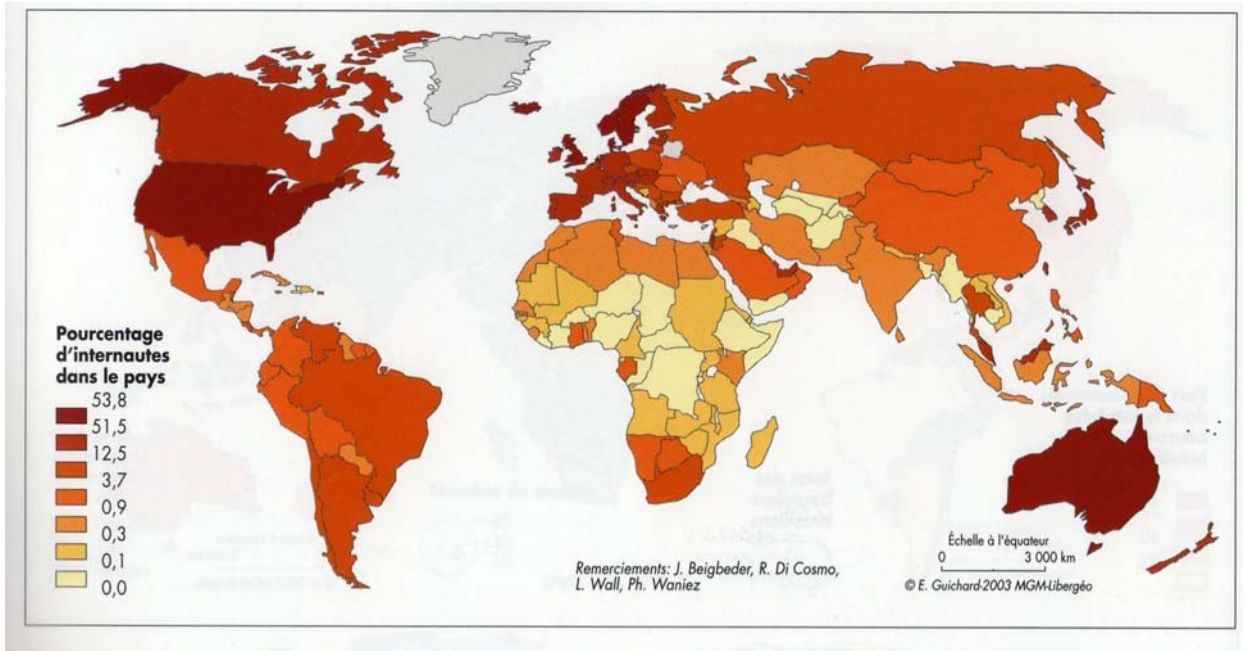 Pourcentage
d'internautes
dans le pays
53,8
51,5
12,5
3,7
0,9
0,3
0,1
0,0
Remerciements: J. Beigbeder, R. Di Cosmo,
L. Wall, Ph. Waniez
Échelle à l'équateur
0 3 000 km
© E. Guichard-2003 MGM-Libergéo